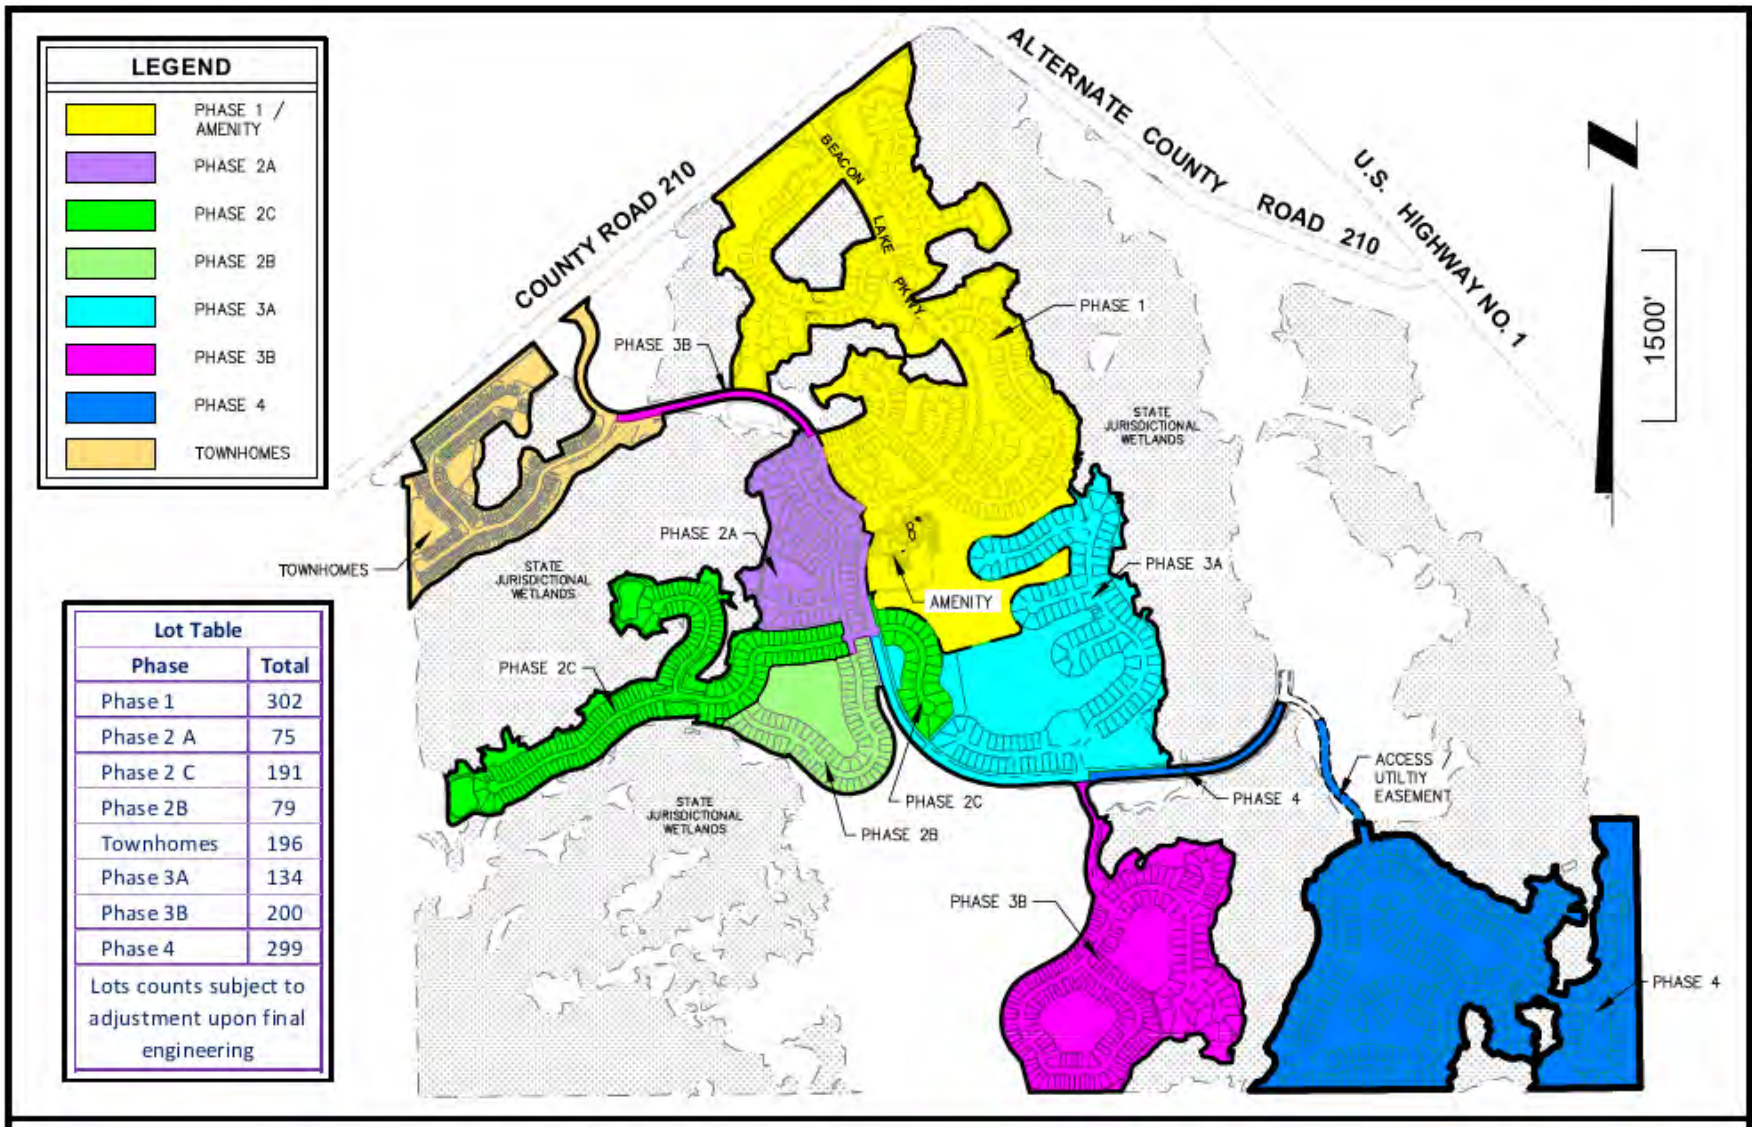 LEGEND
PHASE 1 /
AMENITY
PHASE 2A
PHASE 2C
PHASE 2B
PHASE 3A
PHASE 3B
PHASE 4
TOWNHOMES
Lot Table
Phase Total
Phase 1 302
Phase 2 A 75
Phase 2 C 191
Phase 2B 79
Townhomes 196
Phase 3A 134
Phase 3B 200
Phase 4 299
Lots counts subject to
adjustment upon final
engineering
COUNTY ROAD 210
ALTERNATE COUNTY ROAD 210
U.S. HIGHWAY NO. 1
BEACON
LAKE
PKWY
N
1500'
PHASE 1
PHASE 3B
STATE
JURISDICTIONAL
WETLANDS
PHASE 2A
PHASE 3A
TOWNHOMES
STATE
JURISDICTIONAL
WETLANDS
AMENITY
PHASE 2C
ACCESS /
UTILTIY
EASEMENT
PHASE 4
PHASE 2C
STATE
JURISDICTIONAL
WETLANDS
PHASE 2B
PHASE 3B
PHASE 4